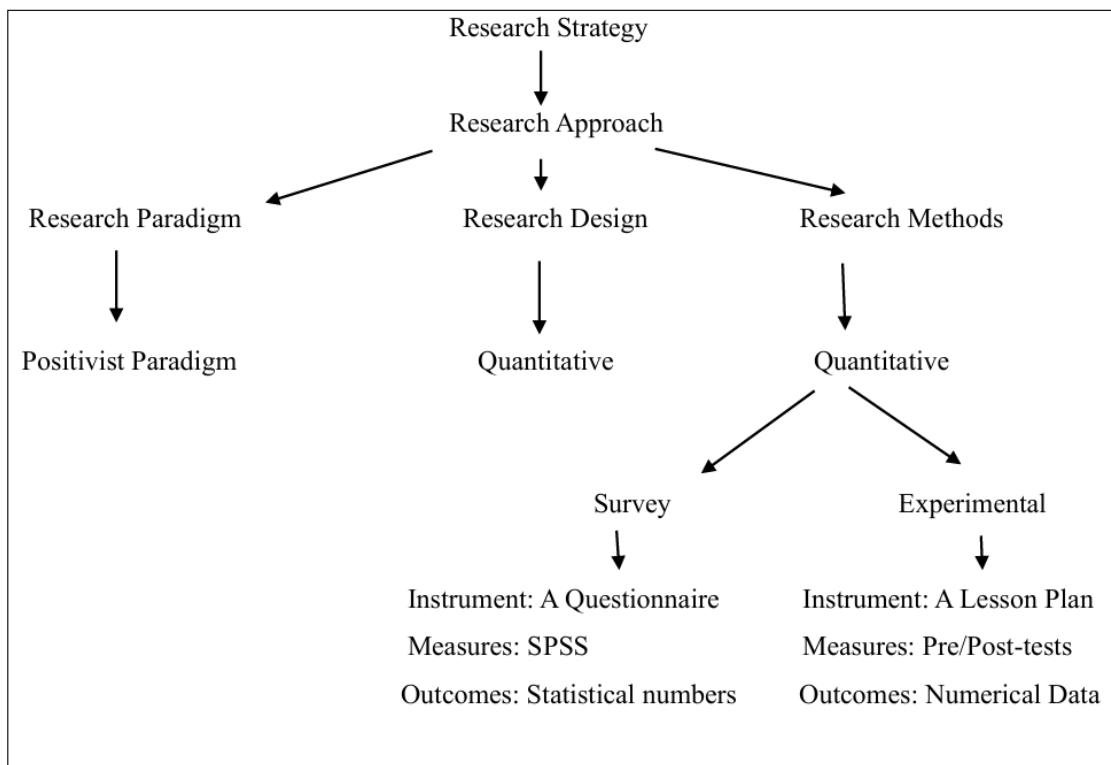 Research Strategy
Research Approach
Research Paradigm
Research Design
Research Methods
Positivist Paradigm
Quantitative
Quantitative
Survey
Experimental
Instrument: A Questionnaire
Measures: SPSS
Outcomes: Statistical numbers
Instrument: A Lesson Plan
Measures: Pre/Post-tests
Outcomes: Numerical Data